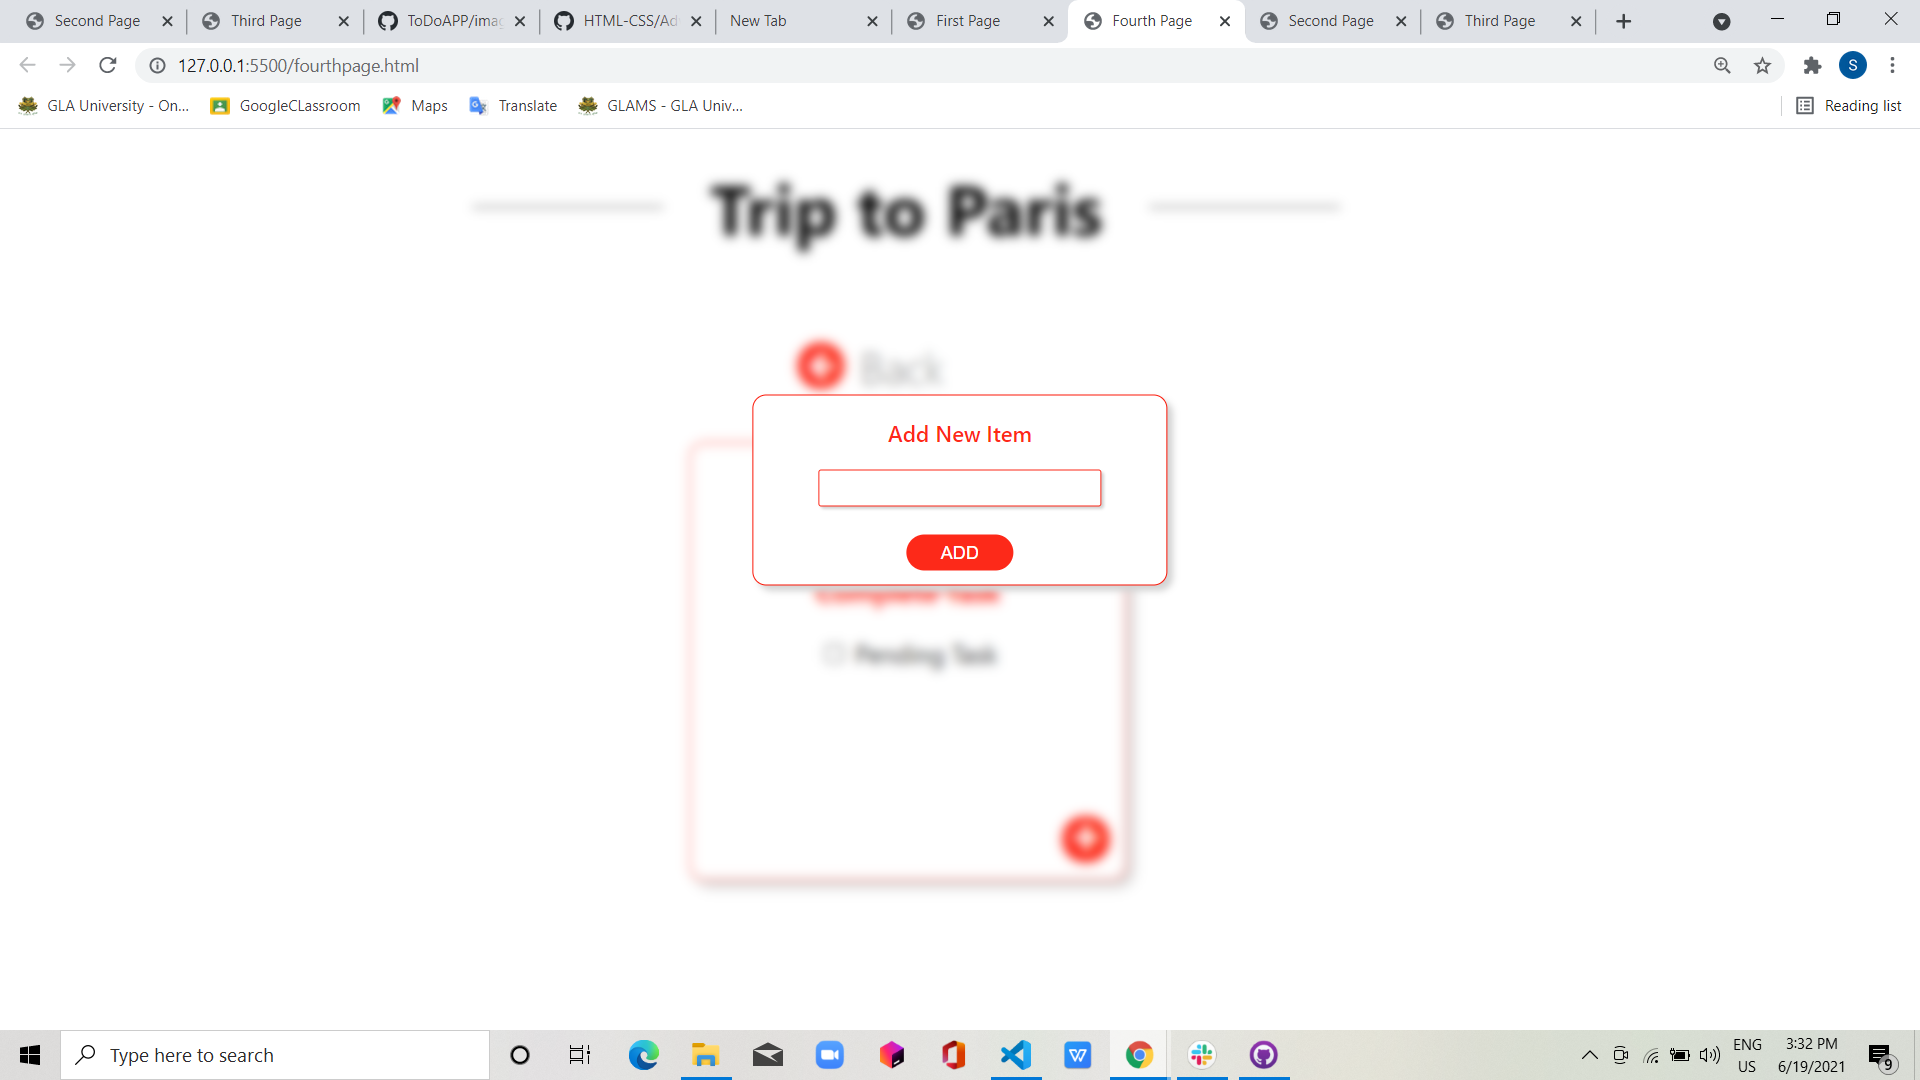 Second Page
Third Page
ToDoAPP/imag
HTML-CSS/Ad
New Tab
First Page
Fourth Page
Second Page
Third Page
127.0.0.1:5500/fourthpage.html
S
GLA University - On...
GoogleCLassroom
Maps
Translate
GLAMS - GLA Univ...
Reading list
Trip to Paris
Back
Add New Item
ADD
Complete Task
Pending Task
Type here to search
ENG
US
3:32 PM
6/19/2021
9